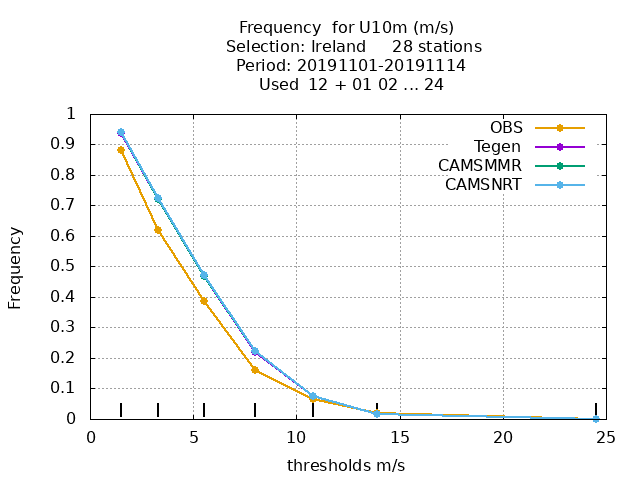 Frequency  for U10m (m/s)
Selection: Ireland     28 stations
Period: 20191101-20191114
Used  12 + 01 02 ... 24
OBS
Tegen
CAMSMMR
CAMSNRT
1
0.9
0.8
0.7
0.6
0.5
0.4
0.3
0.2
0.1
0
Frequency
0 5 10 15 20 25
thresholds m/s